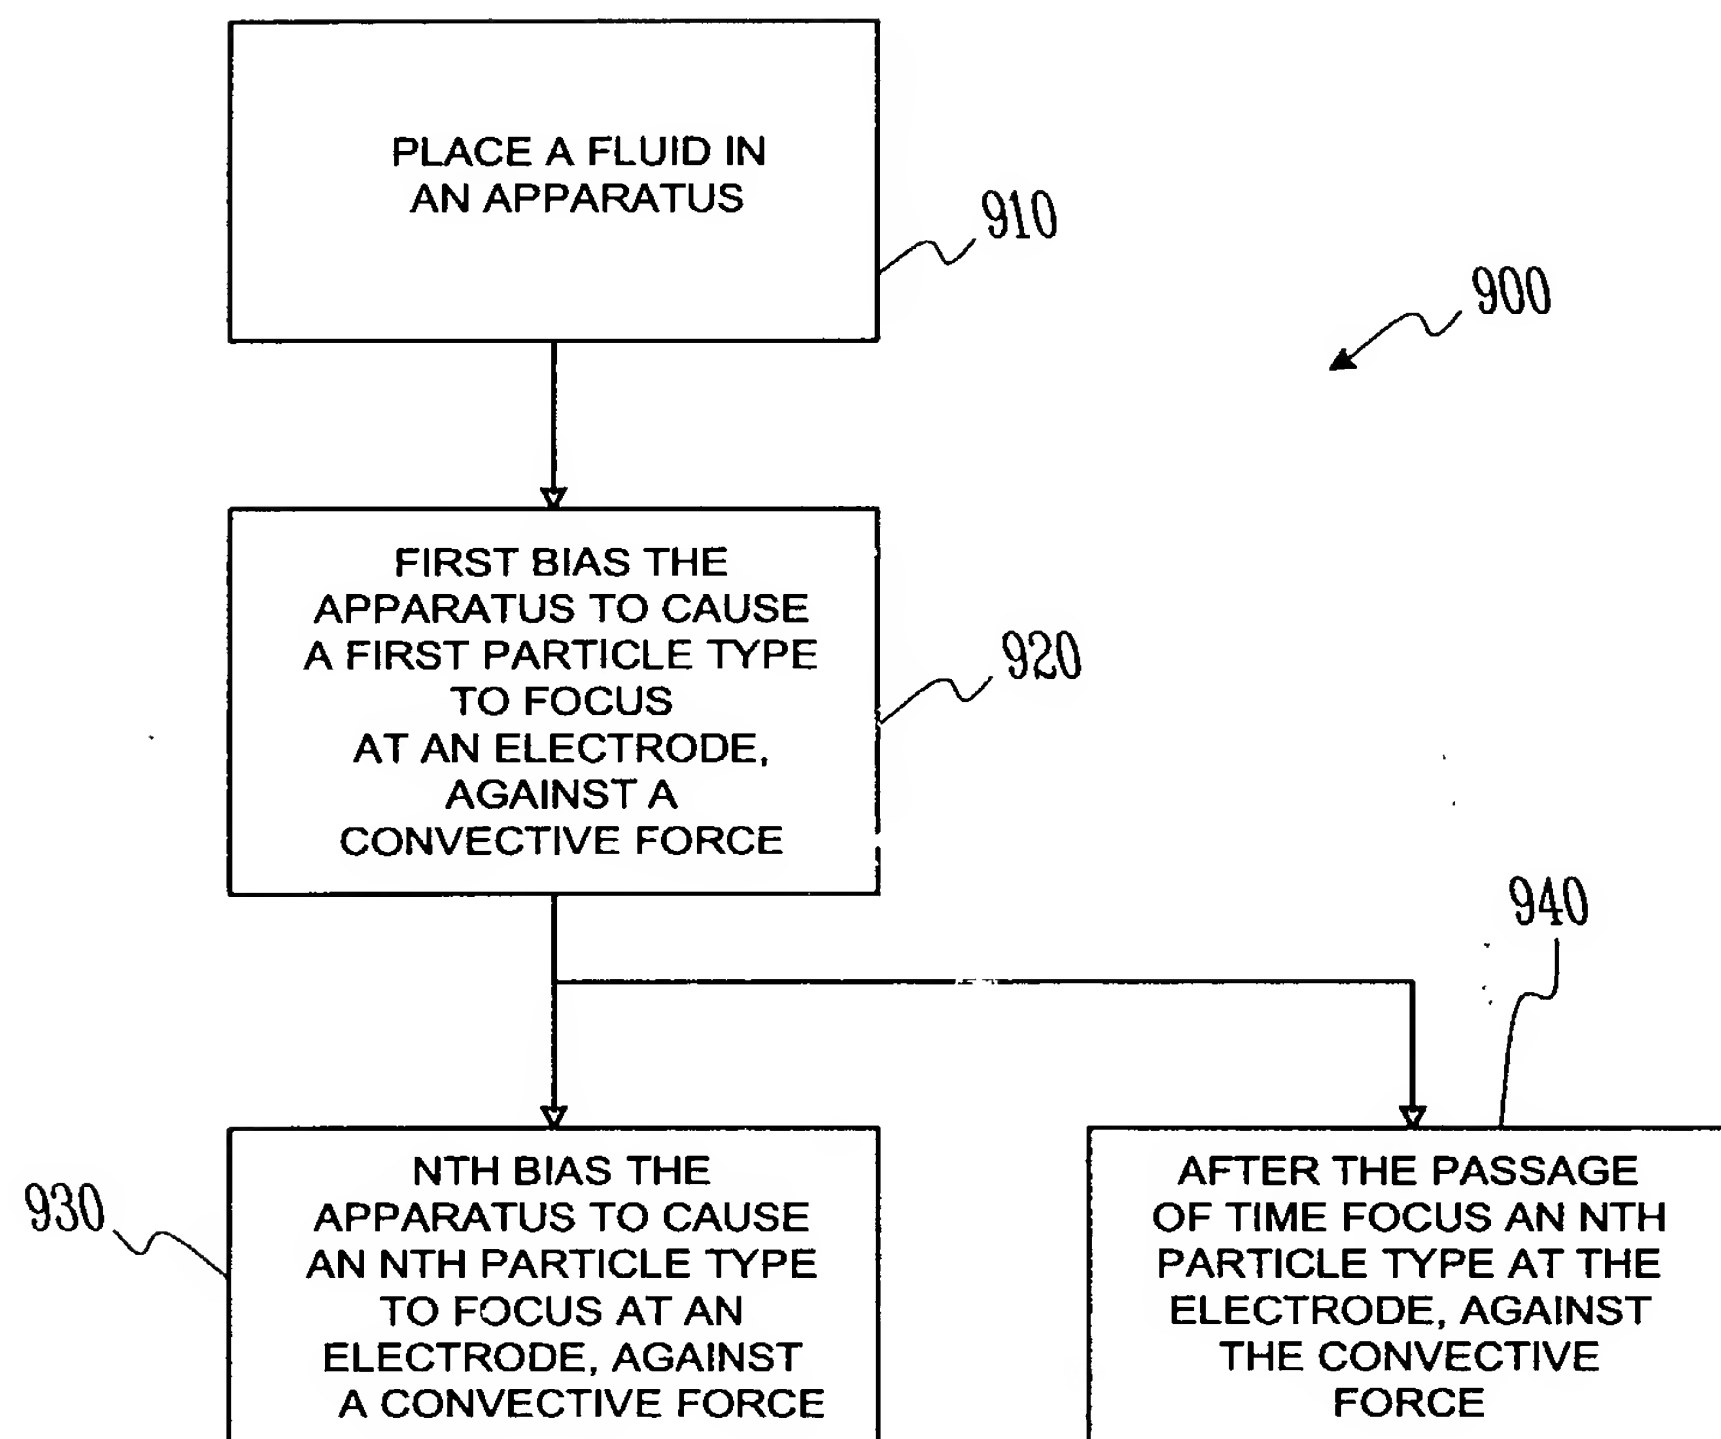 PLACE A FLUID IN
AN APPARATUS
910
900
FIRST BIAS THE
APPARATUS TO CAUSE
A FIRST PARTICLE TYPE
TO FOCUS
AT AN ELECTRODE,
AGAINST A
CONVECTIVE FORCE
920
940
930
NTH BIAS THE
APPARATUS TO CAUSE
AN NTH PARTICLE TYPE
TO FOCUS AT AN
ELECTRODE, AGAINST
A CONVECTIVE FORCE
AFTER THE PASSAGE
OF TIME FOCUS AN NTH
PARTICLE TYPE AT THE
ELECTRODE, AGAINST
THE CONVECTIVE
FORCE